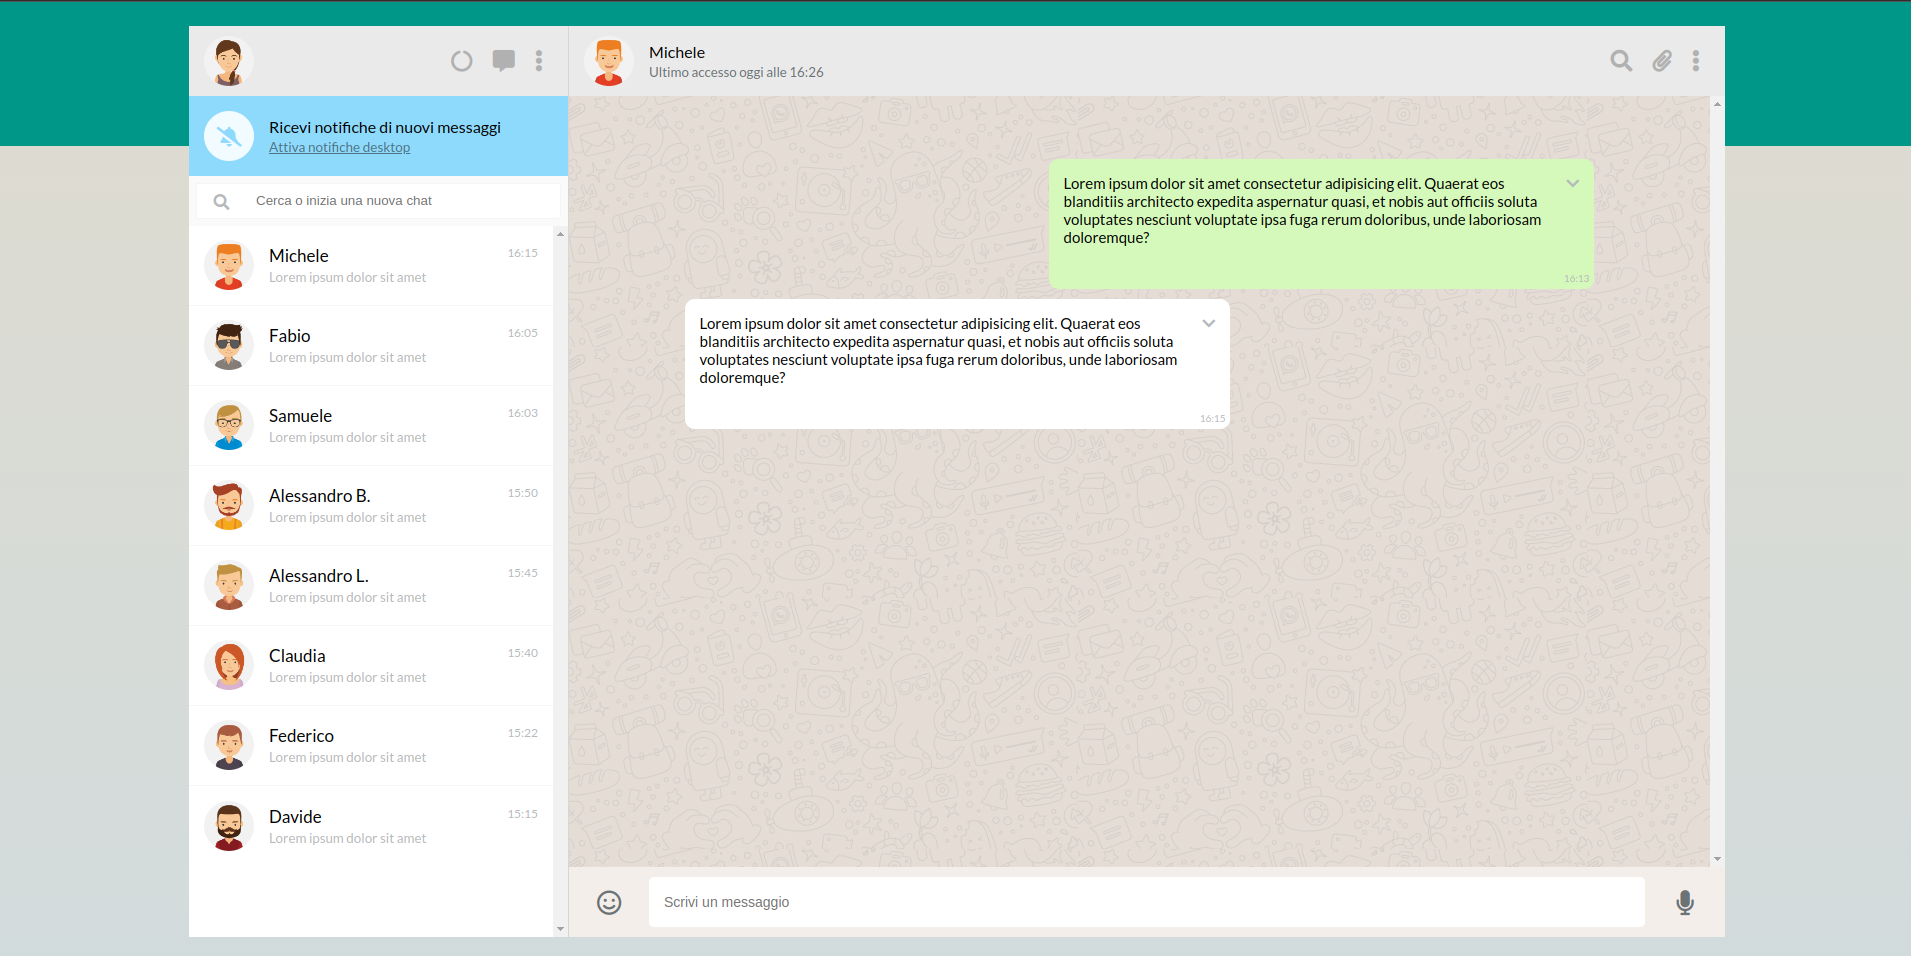 Michele
Ultimo accesso oggi alle 16:26
Ricevi notifiche di nuovi messaggi
Attiva notifiche desktop
Cerca o inizia una nuova chat
Michele
16:15
Lorem ipsum dolor sit amet
Fabio
16:05
Lorem ipsum dolor sit amet
Samuele
16:03
Lorem ipsum dolor sit amet
Alessandro B.
15:50
Lorem ipsum dolor sit amet
Alessandro L.
15:45
Lorem ipsum dolor sit amet
Claudia
15:40
Lorem ipsum dolor sit amet
Federico
15:22
Lorem ipsum dolor sit amet
Davide
15:15
Lorem ipsum dolor sit amet
Lorem ipsum dolor sit amet consectetur adipisicing elit. Quaerat eos
blanditiis architecto expedita aspernatur quasi, et nobis aut officiis soluta
voluptates nesciunt voluptate ipsa fuga rerum doloribus, unde laboriosam
doloremque?
16:13
Lorem ipsum dolor sit amet consectetur adipisicing elit. Quaerat eos
blanditiis architecto expedita aspernatur quasi, et nobis aut officiis soluta
voluptates nesciunt voluptate ipsa fuga rerum doloribus, unde laboriosam
doloremque?
16:15
Scrivi un messaggio